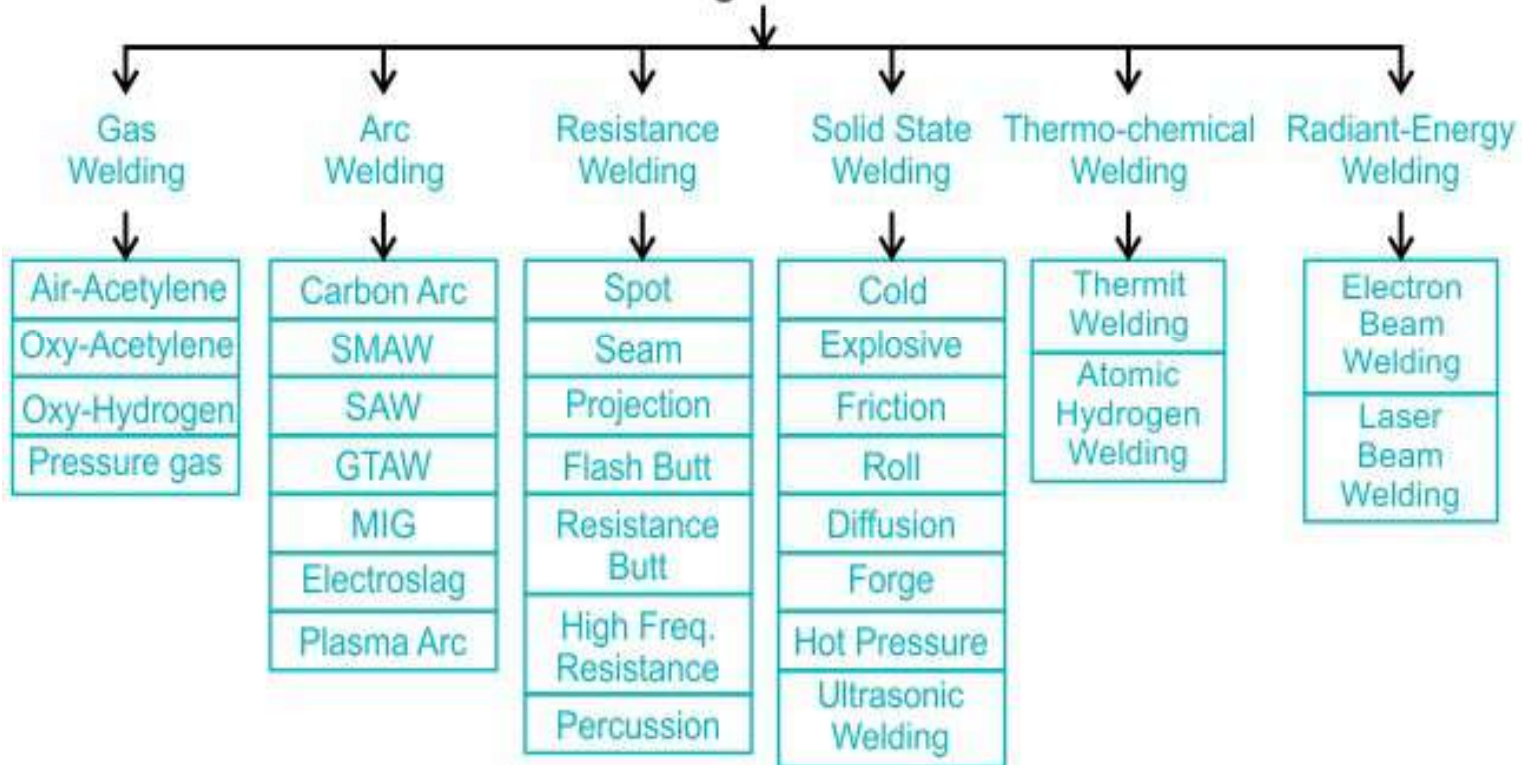 Gas
Welding
Arc
Welding
Resistance
Welding
Solid State
Welding
Thermo-chemical
Welding
Radiant-Energy
Welding
Air-Acetylene
Oxy-Acetylene
Oxy-Hydrogen
Pressure gas
Carbon Arc
SMAW
SAW
GTAW
MIG
Electroslag
Plasma Arc
Spot
Seam
Projection
Flash Butt
Resistance
Butt
High Freq.
Resistance
Percussion
Cold
Explosive
Friction
Roll
Diffusion
Forge
Hot Pressure
Ultrasonic
Welding
Thermit
Welding
Atomic
Hydrogen
Welding
Electron
Beam
Welding
Laser
Beam
Welding